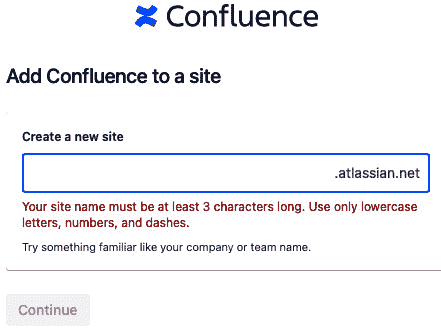 Confluence
Add Confluence to a site
Create a new site
.atlassian.net
Your site name must be at least 3 characters long. Use only lowercase
letters, numbers, and dashes.
Try something familiar like your company or team name.
Continue